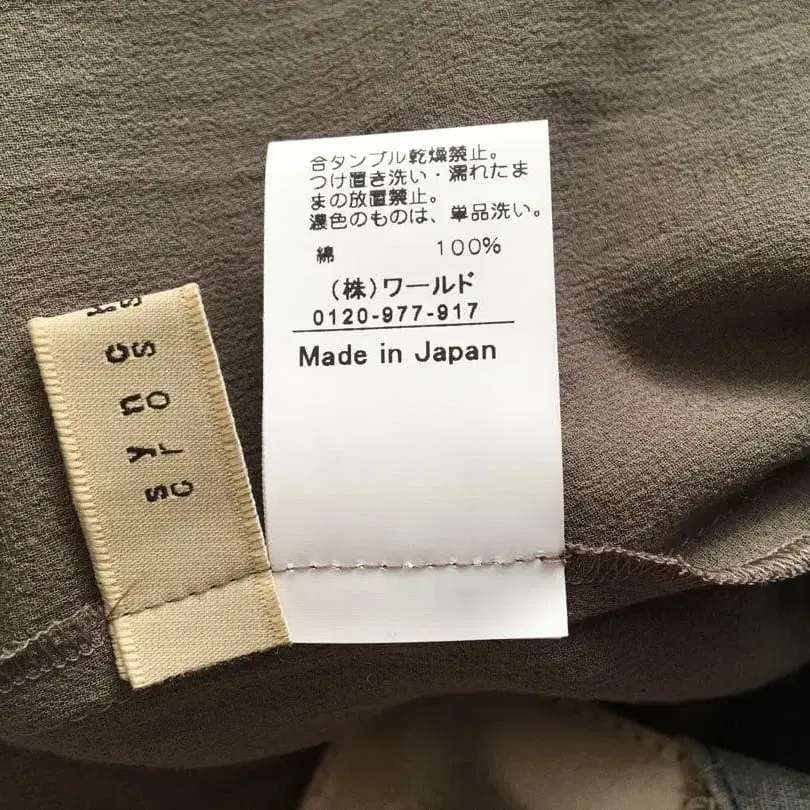 合タンブル乾燥禁止。
つけ置き洗い・濡れたま
まの放置禁止。
濃色のものは、単品洗い。
綿 100%
(株)ワールド
0120-977-917
Made in Japan
sync
cros